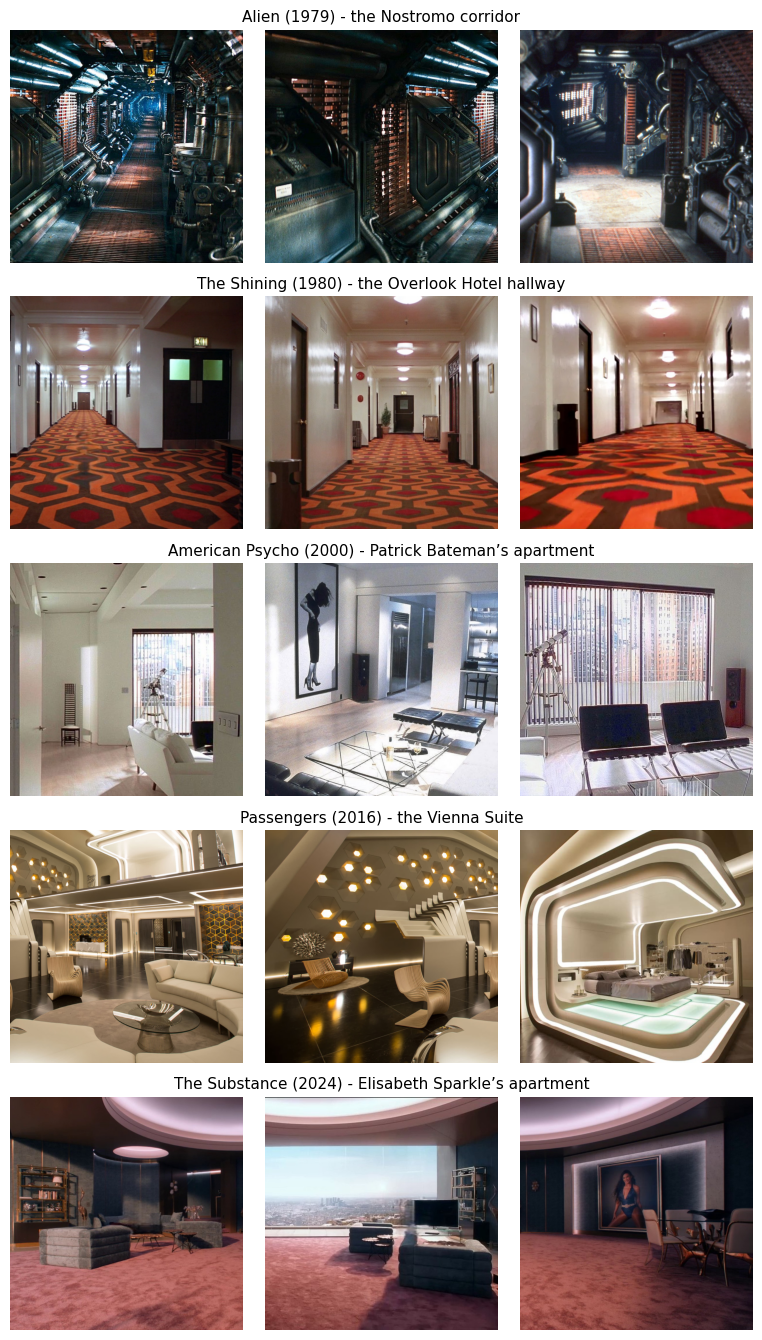 Alien (1979) - the Nostromo corridor
The Shining (1980) - the Overlook Hotel hallway
American Psycho (2000) - Patrick Bateman’s apartment
Passengers (2016) - the Vienna Suite
The Substance (2024) - Elisabeth Sparkle’s apartment